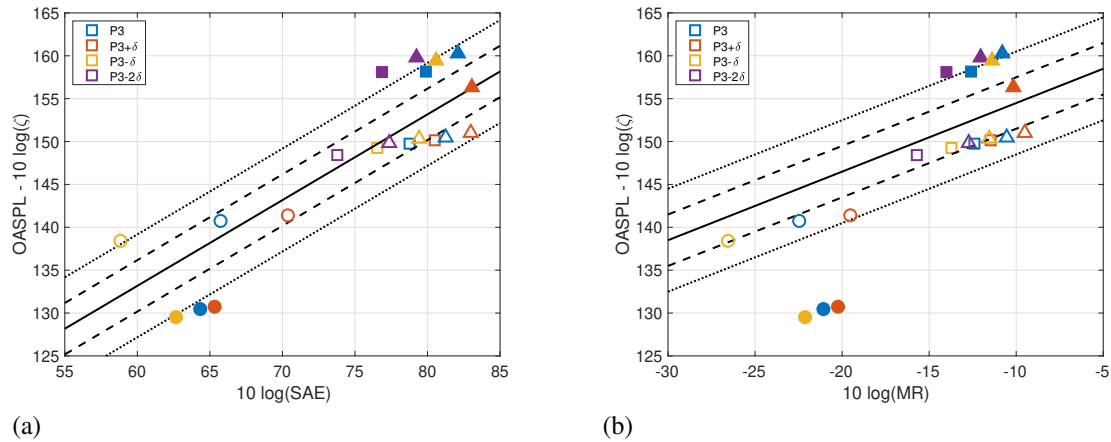 P3
P3+δ
P3-δ
P3-2δ
165
160
155
150
145
140
135
130
125
OASPL - 10 log(ζ)
55 60 65 70 75 80 85
10 log(SAE)
(a)
P3
P3+δ
P3-δ
P3-2δ
165
160
155
150
145
140
135
130
125
OASPL - 10 log(ζ)
-30 -25 -20 -15 -10 -5
10 log(MR)
(b)